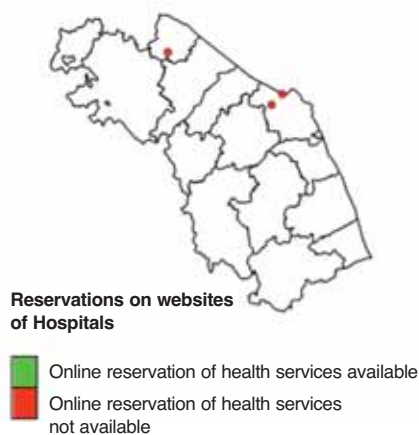 Reservations on websites
of Hospitals
Online reservation of health services available
Online reservation of health services
not available